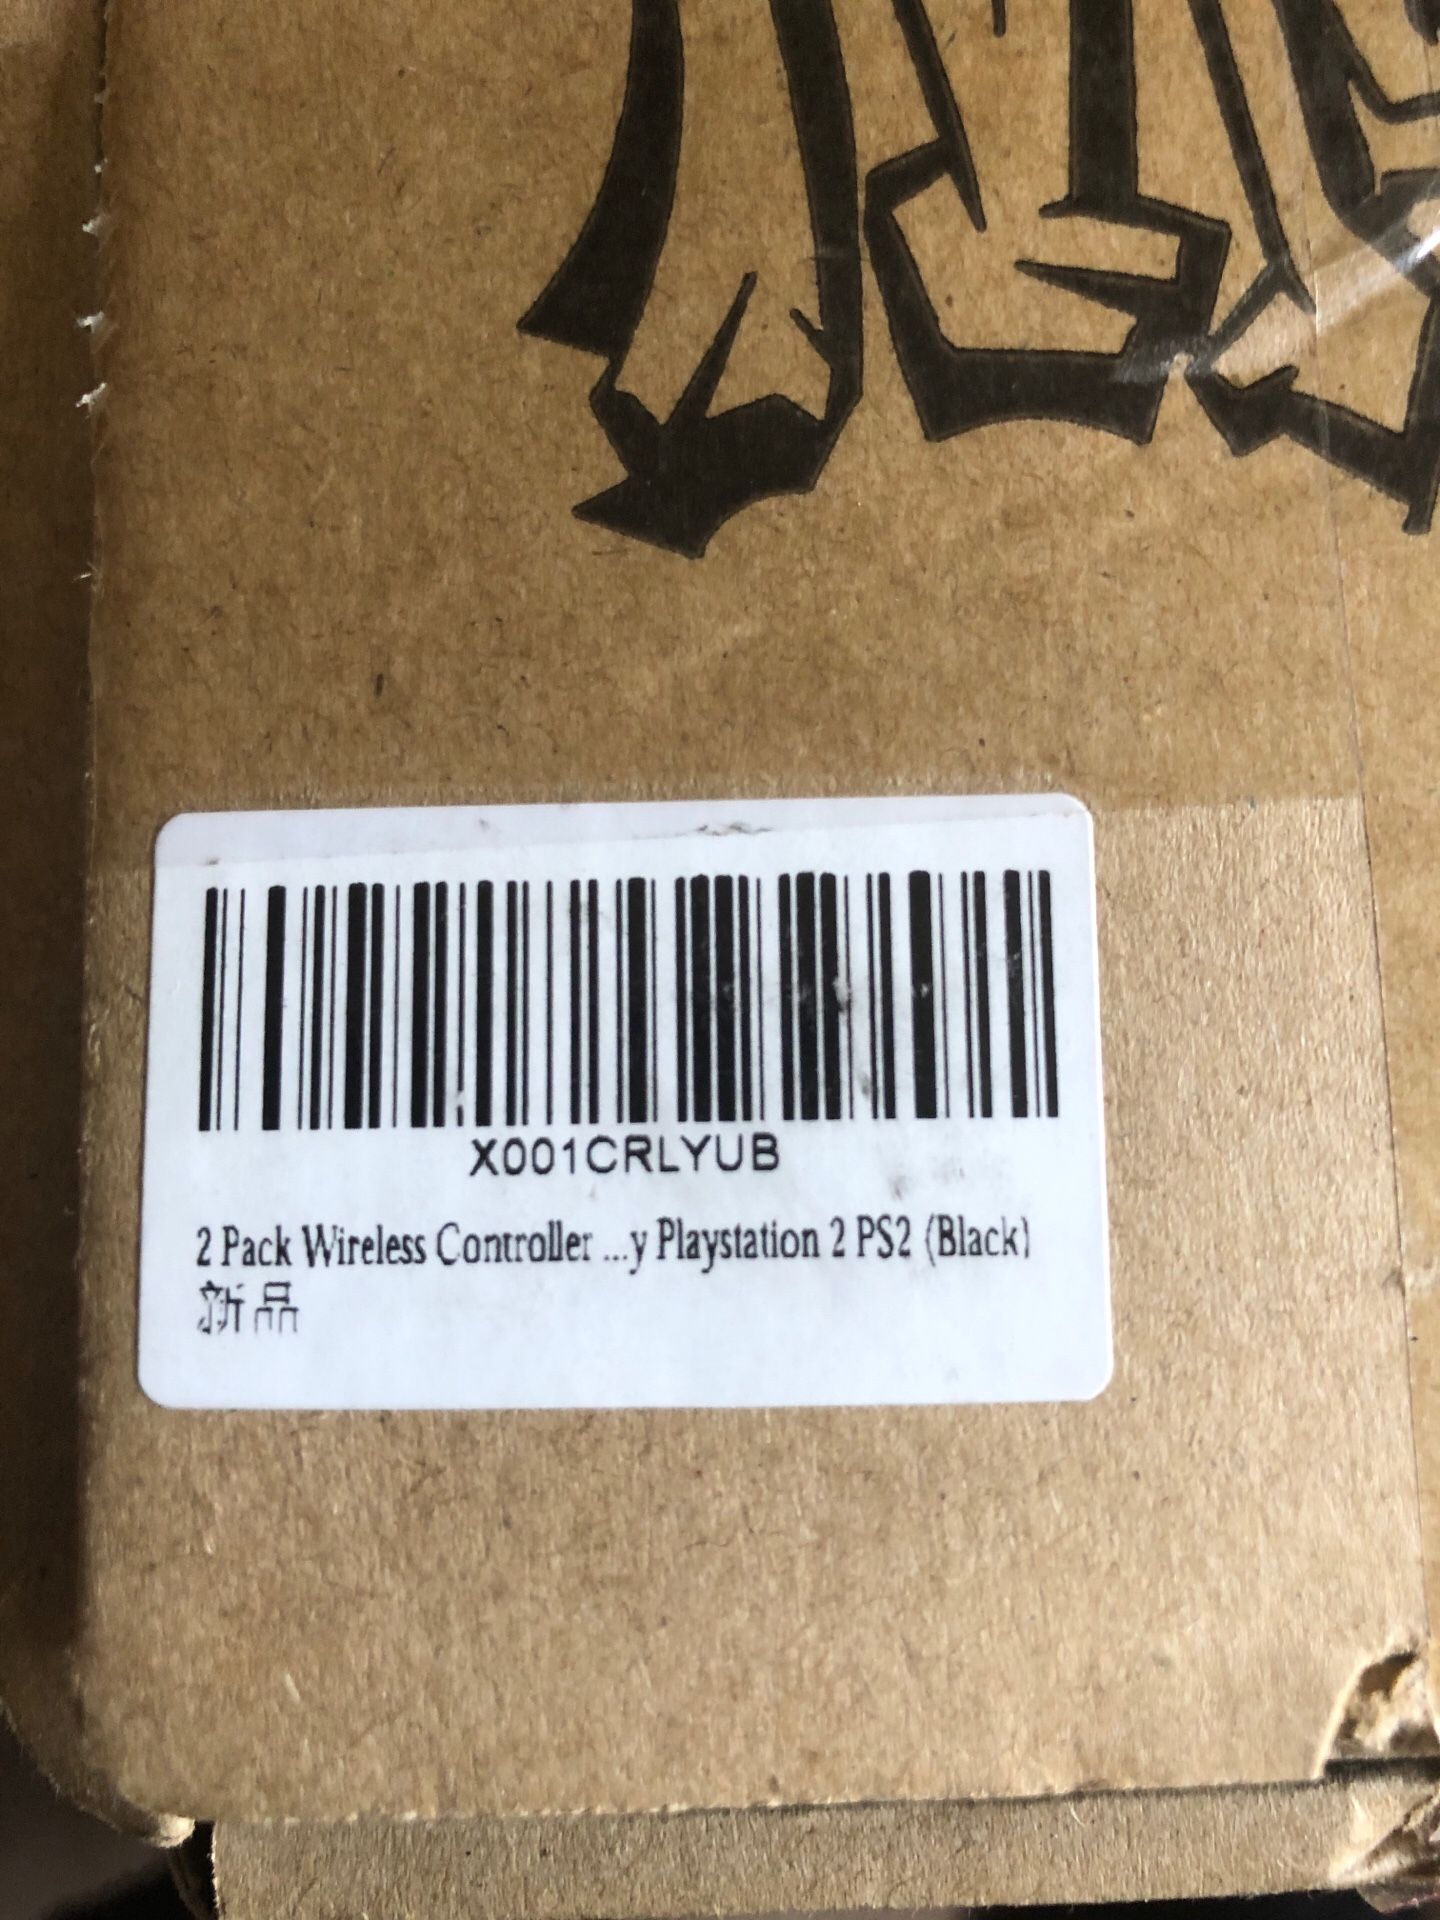 X001CRLYUB
2 Pack Wireless Controller ...y Playstation 2 PS2 (Black)
新品